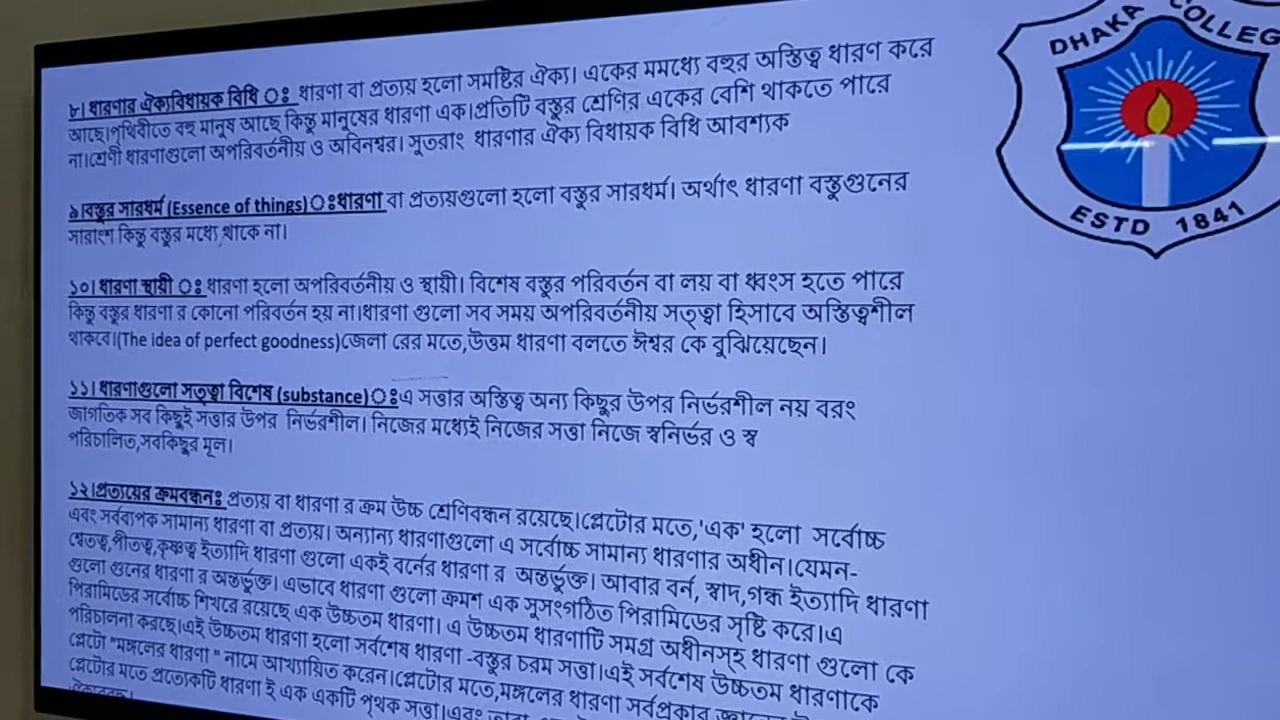 DHAKA COLLEG
ESTD 1841
৮। ধারণার ঐক্যবিধায়ক বিধি ঃ ধারণা বা প্রত্যয় হলো সমষ্টির ঐক্য। একের মমধ্যে বহুর অস্তিত্ব ধারণ করে
আছে।পৃথিবীতে বহু মানুষ আছে কিন্তু মানুষের ধারণা এক।প্রতিটি বস্তুর শ্রেণির একের বেশি থাকতে পারে
না।শ্রেণী ধারণাগুলো অপরিবর্তনীয় ও অবিনশ্বর। সুতরাং ধারণার ঐক্য বিধায়ক বিধি আবশ্যক
৯।বস্তুর সারধর্ম (Essence of things)ঃধারণা বা প্রত্যয়গুলো হলো বস্তুর সারধর্ম। অর্থাৎ ধারণা বস্তুগুনের
সারাংশ কিন্তু বস্তুর মধ্যে থাকে না।
১০। ধারণা স্থায়ী ঃ ধারণা হলো অপরিবর্তনীয় ও স্থায়ী। বিশেষ বস্তুর পরিবর্তন বা লয় বা ধ্বংস হতে পারে
কিন্তু বস্তুর ধারণা র কোনো পরিবর্তন হয় না।ধারণা গুলো সব সময় অপরিবর্তনীয় সত্ত্বা হিসাবে অস্তিত্বশীল
থাকবে।(The idea of perfect goodness)জেলা রের মতে,উত্তম ধারণা বলতে ঈশ্বর কে বুঝিয়েছেন।
১১। ধারণাগুলো সত্ত্বা বিশেষ (substance)ঃএ সত্তার অস্তিত্ব অন্য কিছুর উপর নির্ভরশীল নয় বরং
জাগতিক সব কিছুই সত্তার উপর নির্ভরশীল। নিজের মধ্যেই নিজের সত্তা নিজে স্বনির্ভর ও স্ব
পরিচালিত,সবকিছুর মূল।
১২।প্রত্যয়ের ক্রমবন্ধনঃ প্রত্যয় বা ধারণা র ক্রম উচ্চ শ্রেণিবন্ধন রয়েছে।প্লেটোর মতে,'এক' হলো সর্বোচ্চ
এবং সর্বব্যাপক সামান্য ধারণা বা প্রত্যয়। অন্যান্য ধারণাগুলো এ সর্বোচ্চ সামান্য ধারণার অধীন।যেমন-
শ্বেতত্ব,পীতত্ব,কৃষ্ণত্ব ইত্যাদি ধারণা গুলো একই বর্নের ধারণা র অন্তর্ভুক্ত। আবার বর্ন, স্বাদ,গন্ধ ইত্যাদি ধারণা
গুলো গুনের ধারণা র অন্তর্ভুক্ত। এভাবে ধারণা গুলো ক্রমশ এক সুসংগঠিত পিরামিডের সৃষ্টি করে।এ
পিরামিডের সর্বোচ্চ শিখরে রয়েছে এক উচ্চতম ধারণা। এ উচ্চতম ধারণাটি সমগ্র অধীনস্হ ধারণা গুলো কে
পরিচালনা করছে।এই উচ্চতম ধারণা হলো সর্বশেষ ধারণা -বস্তুর চরম সত্তা।এই সর্বশেষ উচ্চতম ধারণাকে
প্লেটো "মঙ্গলের ধারণা " নামে আখ্যায়িত করেন।প্লেটোর মতে,মঙ্গলের ধারণা সর্বপ্রকার
প্লেটোর মতে প্রত্যেকটি ধারণা ই এক একটি পৃথক সত্তা।এবং